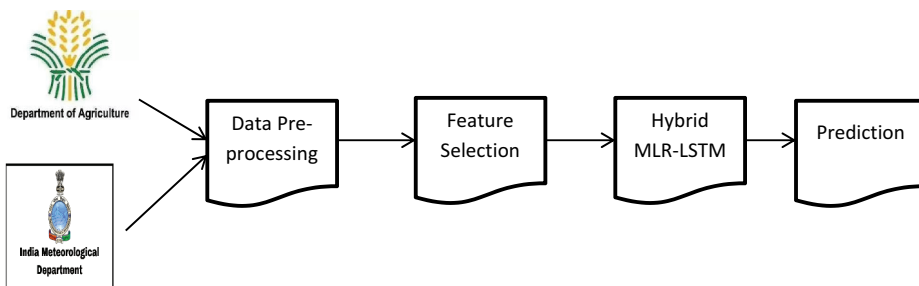 Department of Agriculture
India Meteorological
Department
Data Pre-
processing
Feature
Selection
Hybrid
MLR-LSTM
Prediction